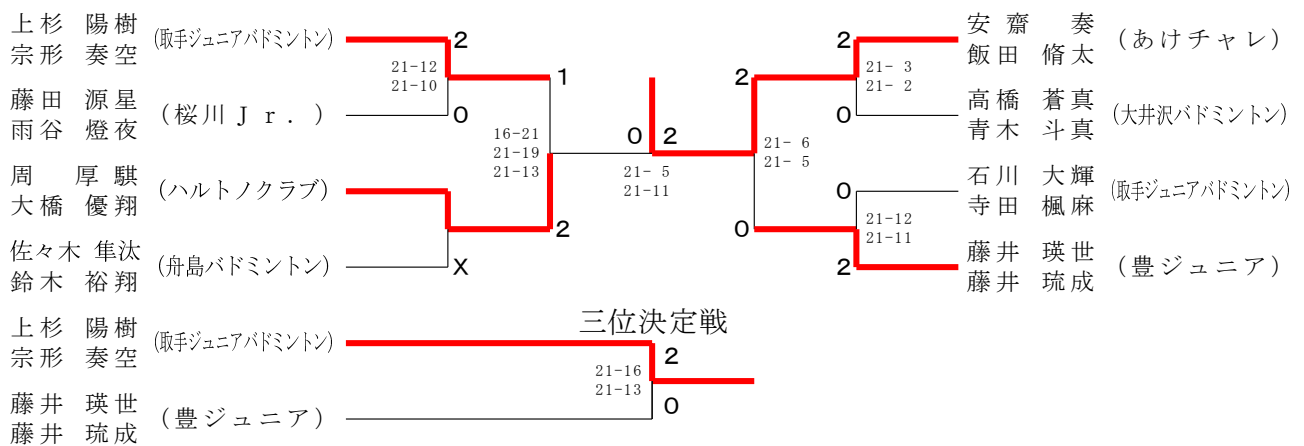 上杉 陽樹
宗形 奏空
(取手ジュニアバドミントン)
2
21-12
21-10
1
藤田 源星
雨谷 燈夜
(桜川Jr.)
0
16-21
21-19
21-13
周 厚騏
大橋 優翔
(ハルトノクラブ)
2
佐々木 隼汰
鈴木 裕翔
(舟島バドミントン)
X
0
2
21- 5
21-11
安齋 奏
飯田 脩太
(あけチャレ)
2
2
21- 3
21- 2
高橋 蒼真
青木 斗真
(大井沢バドミントン)
0
21- 6
21- 5
石川 大輝
寺田 楓麻
(取手ジュニアバドミントン)
0
0
21-12
21-11
藤井 瑛世
藤井 琉成
(豊ジュニア)
2
三位決定戦
上杉 陽樹
宗形 奏空
(取手ジュニアバドミントン)
2
21-16
21-13
藤井 瑛世
藤井 琉成
(豊ジュニア)
0